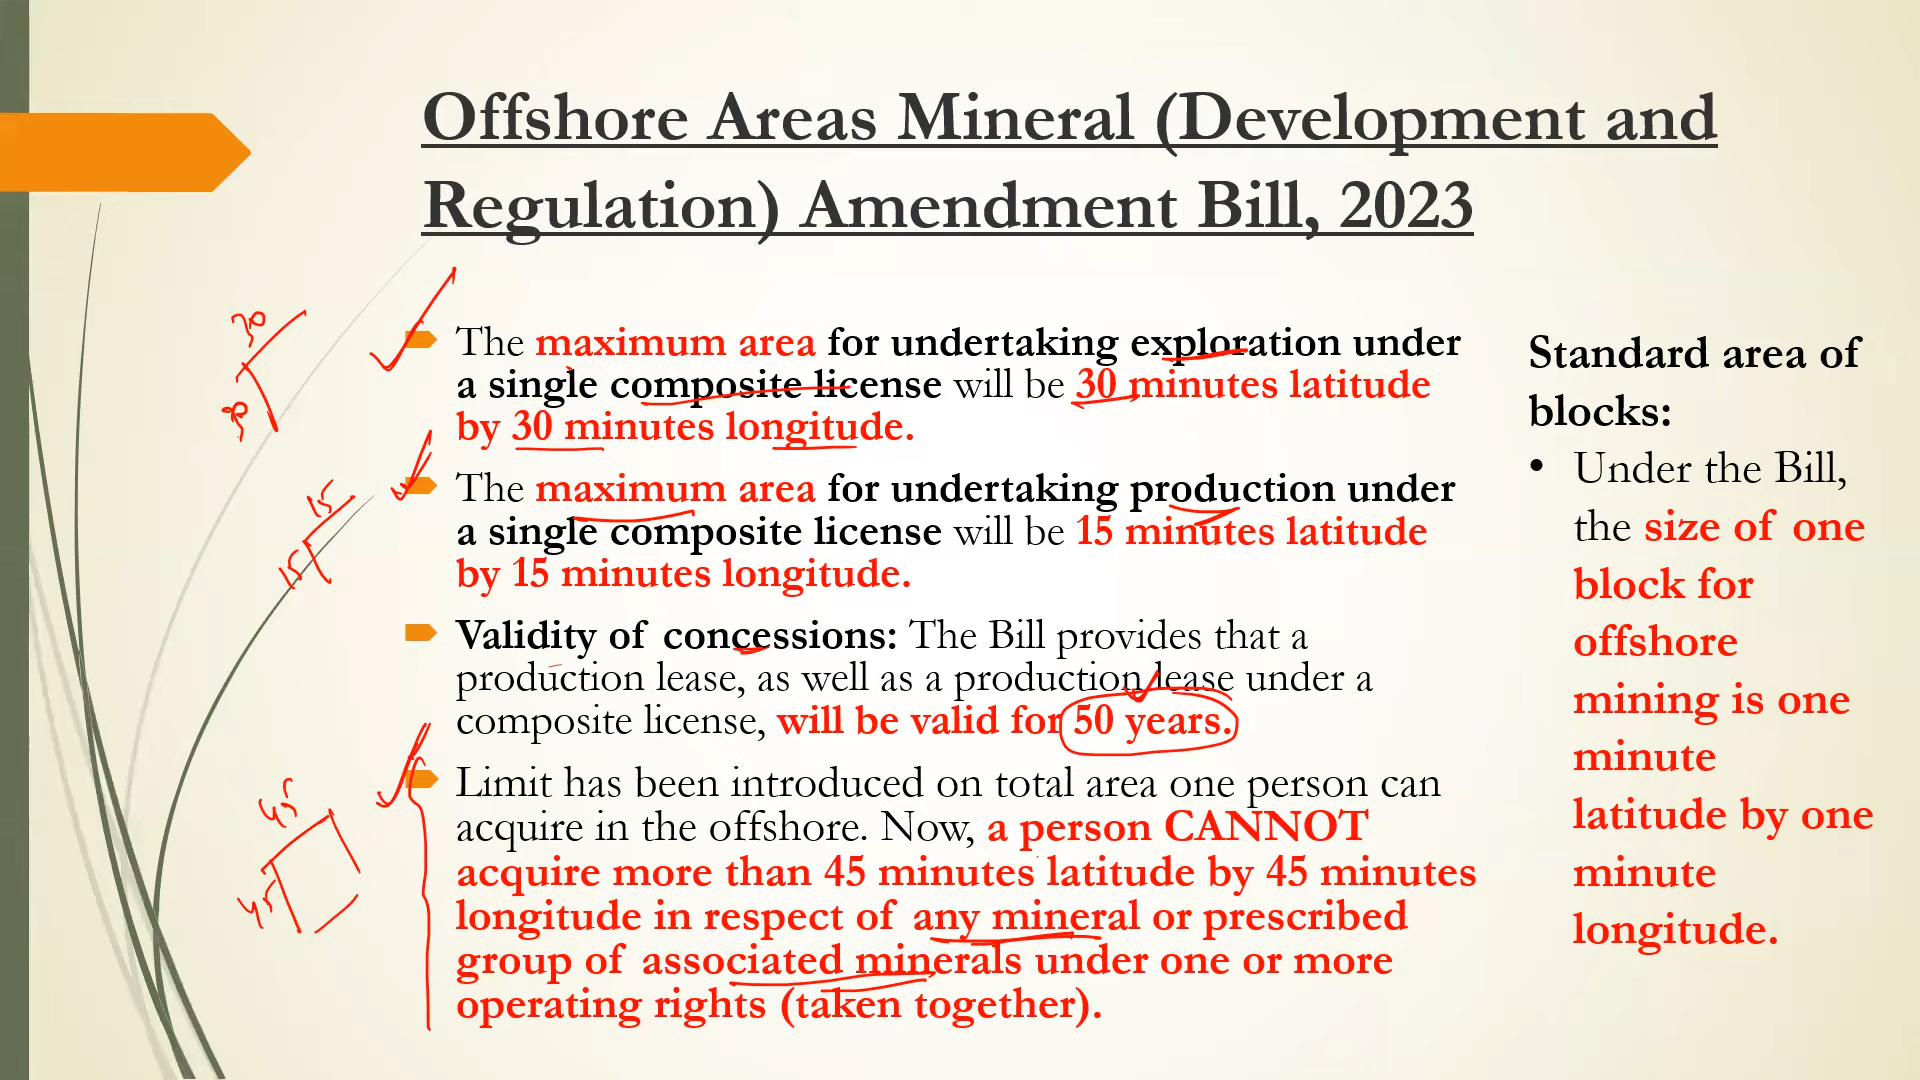 Offshore Areas Mineral (Development and
Regulation) Amendment Bill, 2023
The maximum area for undertaking exploration under
a single composite license will be 30 minutes latitude
by 30 minutes longitude.
The maximum area for undertaking production under
a single composite license will be 15 minutes latitude
by 15 minutes longitude.
Validity of concessions: The Bill provides that a
production lease, as well as a production lease under a
composite license, will be valid for 50 years.
Limit has been introduced on total area one person can
acquire in the offshore. Now, a person CANNOT
acquire more than 45 minutes latitude by 45 minutes
longitude in respect of any mineral or prescribed
group of associated minerals under one or more
operating rights (taken together).
Standard area of
blocks:
• Under the Bill,
the size of one
block for
offshore
mining is one
minute
latitude by one
minute
longitude.
30
30
15
15
45
45